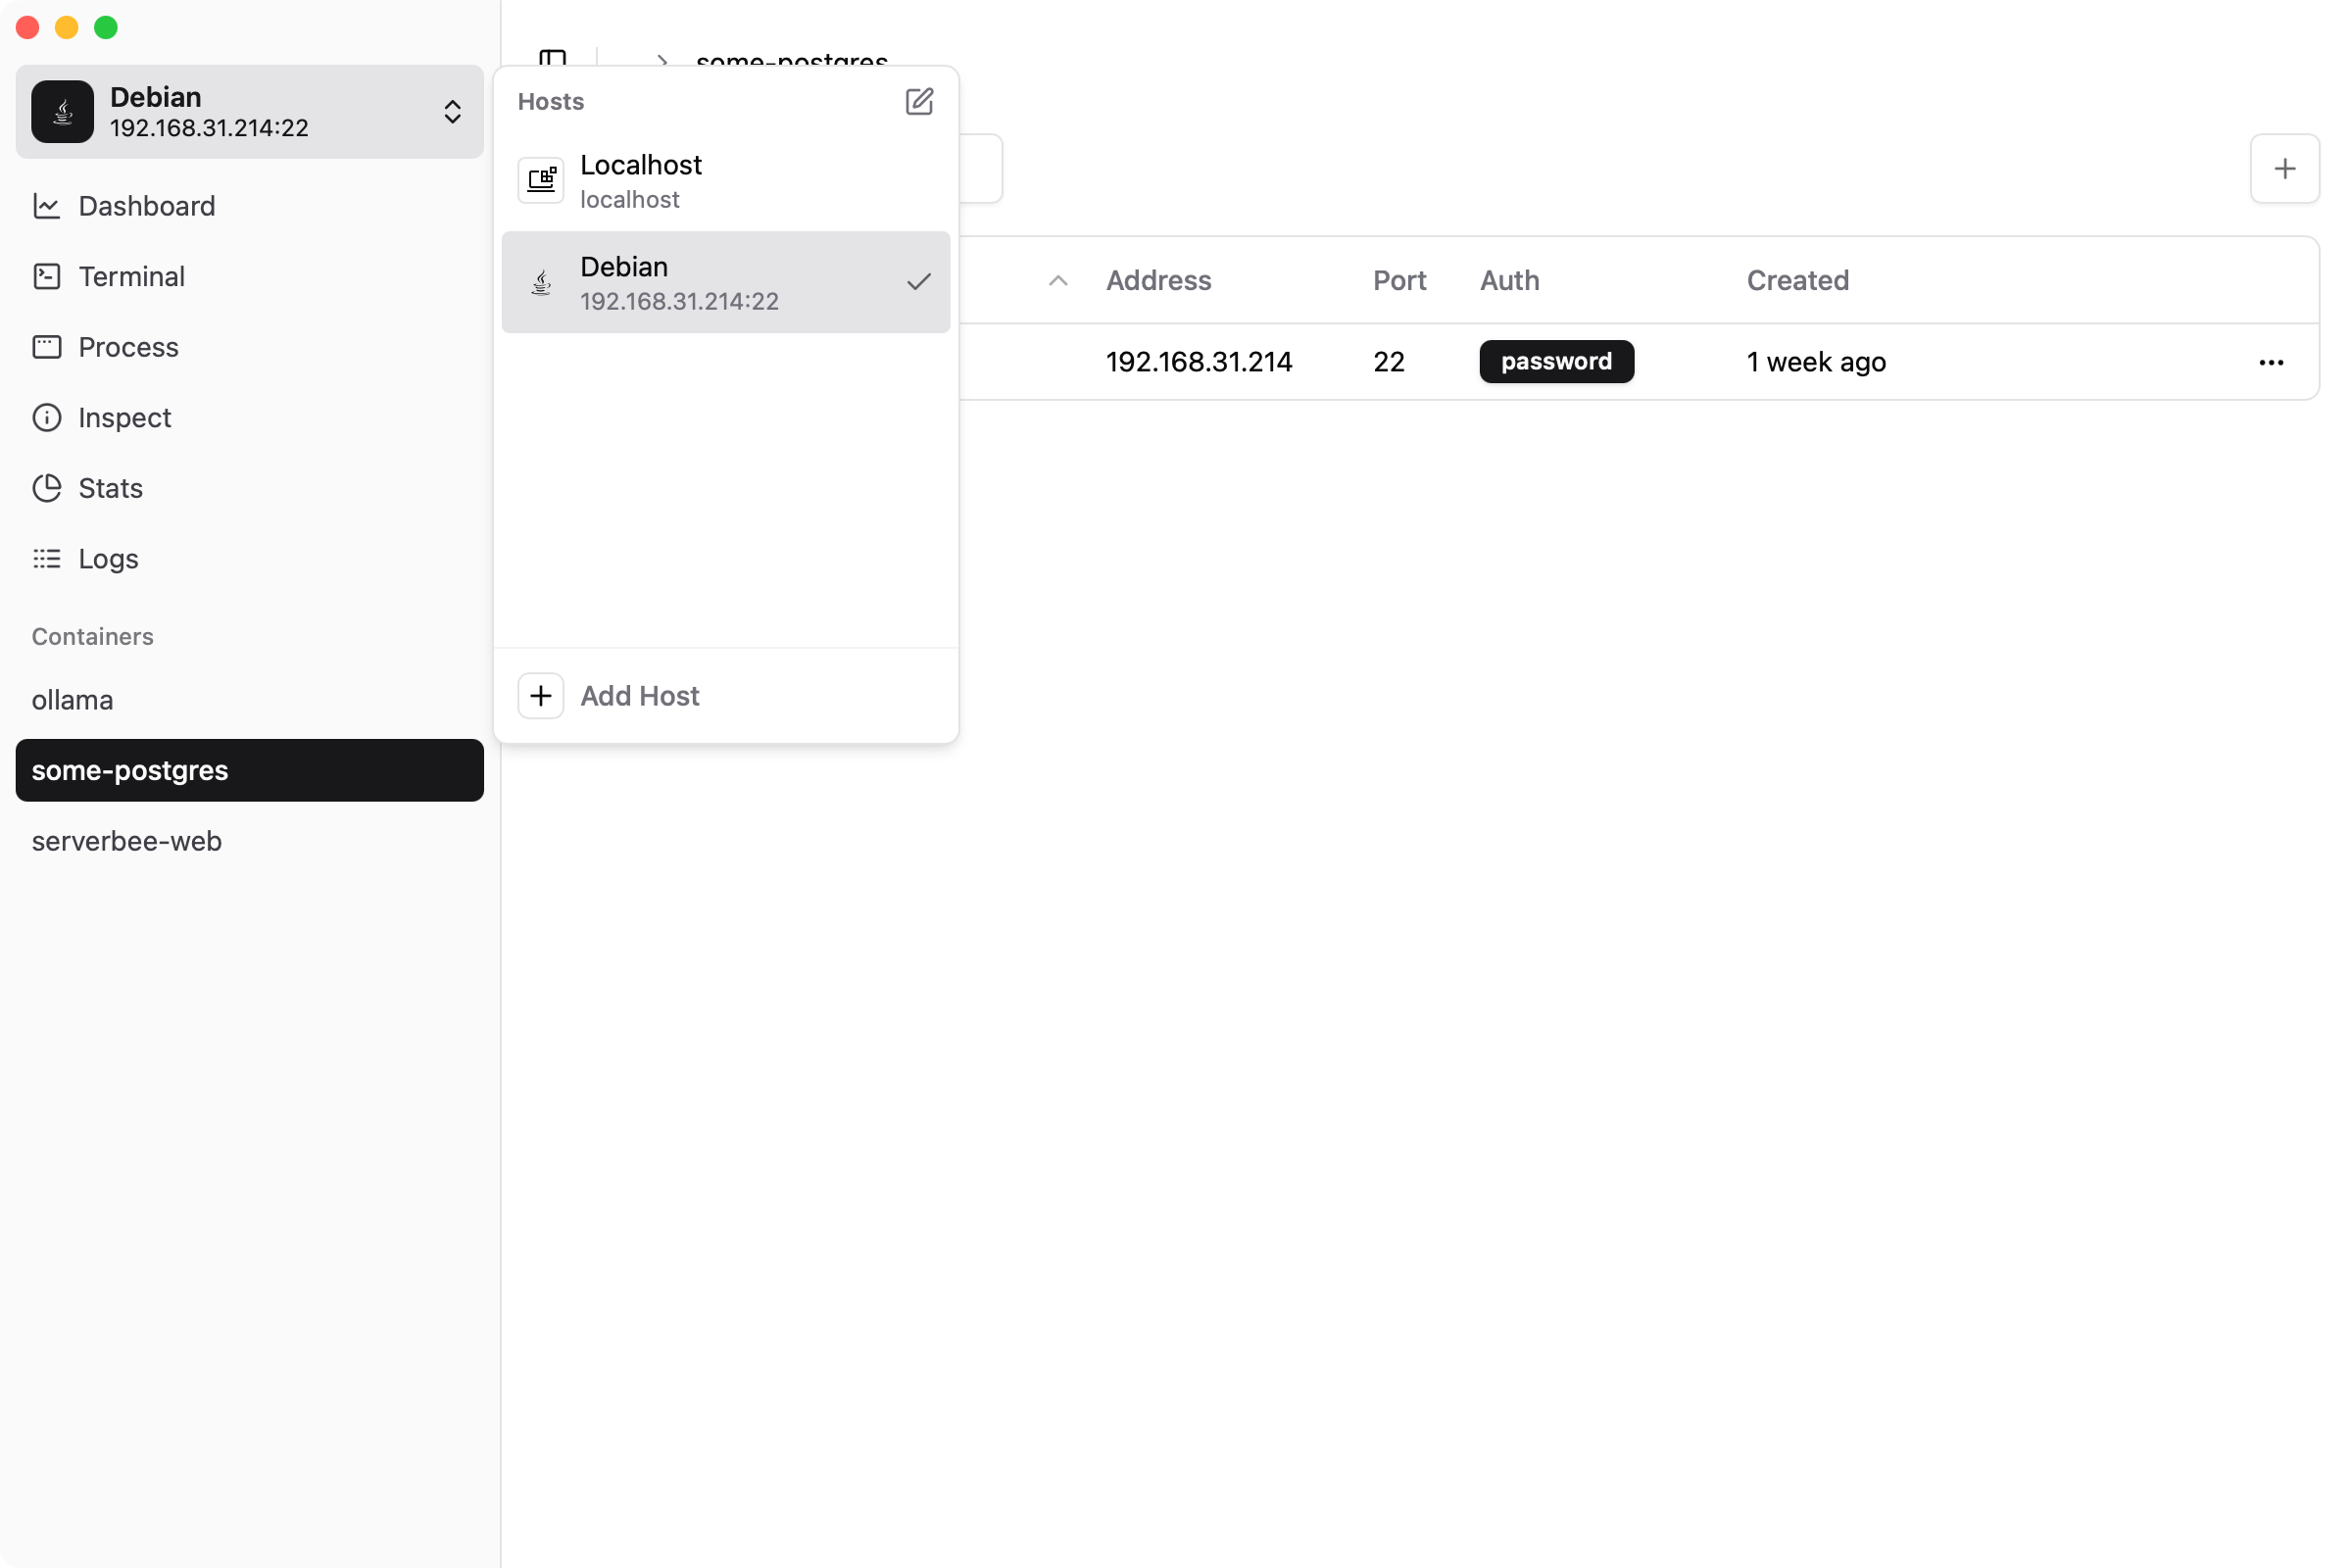 Debian
192.168.31.214:22
Dashboard
Terminal
Process
Inspect
Stats
Logs
Containers
ollama
some-postgres
serverbee-web
some-postgres
Hosts
Localhost
localhost
Debian
192.168.31.214:22
Add Host
Address Port Auth Created
192.168.31.214 22 password 1 week ago